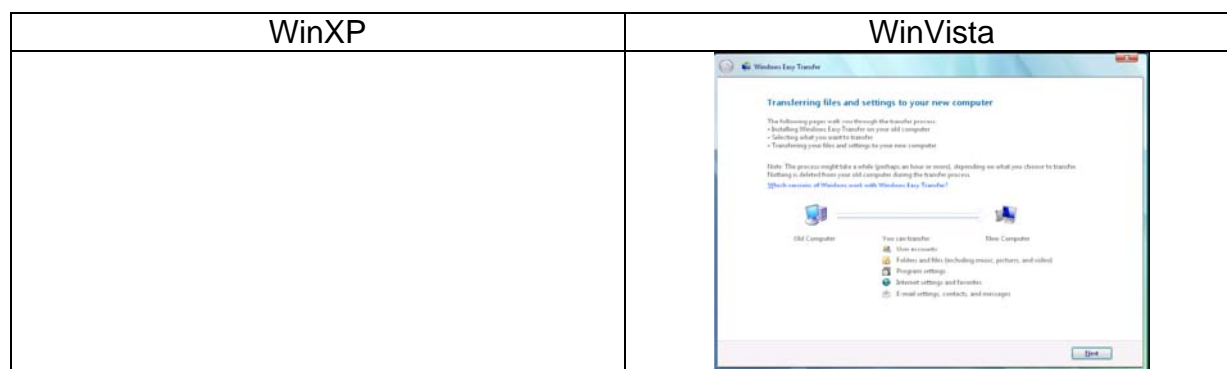 WinXP
WinVista
Windows Easy Transfer
Transferring files and settings to your new computer
The following pages walk you through the transfer process:
• Installing Windows Easy Transfer on your old computer
• Selecting what you want to transfer
• Transferring your files and settings to your new computer
Note: The process might take a while (perhaps an hour or more), depending on what you choose to transfer.
Nothing is deleted from your old computer during the transfer process.
Which versions of Windows work with Windows Easy Transfer?
Old Computer
You can transfer:
New Computer
User accounts
Folders and files (including music, pictures, and video)
Program settings
Internet settings and favorites
E-mail settings, contacts, and messages
Next